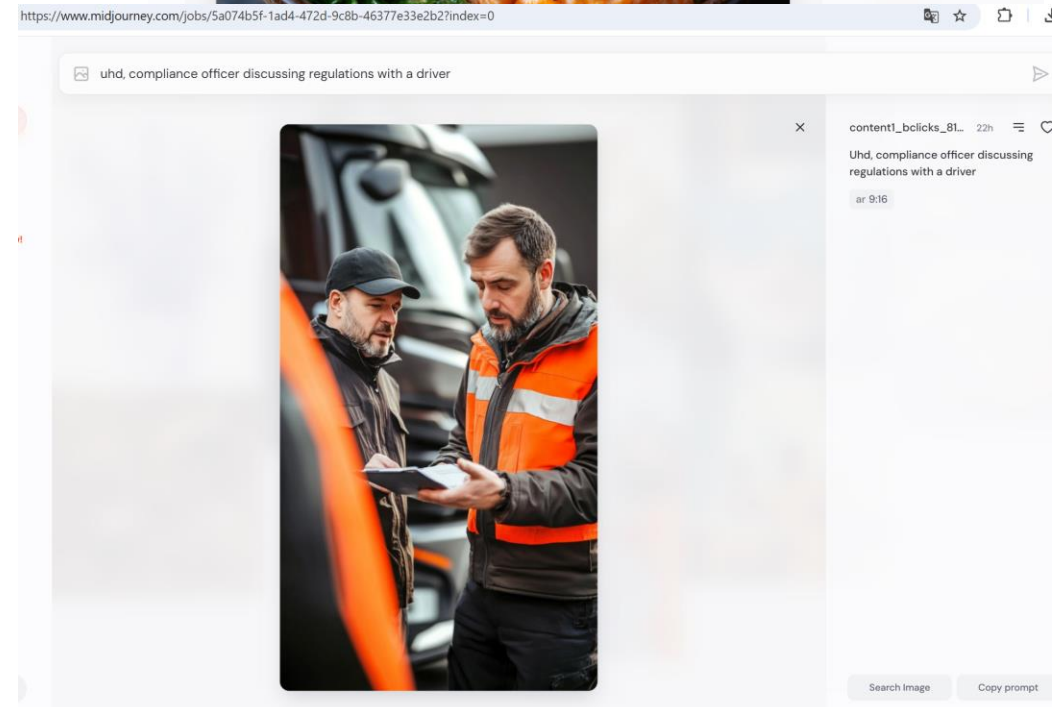 https://www.midjourney.com/jobs/5a074b5f-1ad4-472d-9c8b-46377e33e2b2?index=0
uhd, compliance officer discussing regulations with a driver
content1_bclicks_81... 22h
Uhd, compliance officer discussing
regulations with a driver
ar 9:16
Search Image
Copy prompt